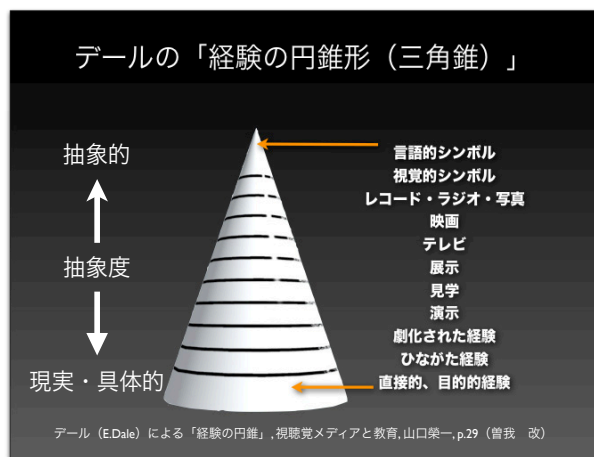 デールの「経験の円錐形（三角錐）」
抽象的
抽象度
現実・具体的
言語的シンボル
視覚的シンボル
レコード・ラジオ・写真
映画
テレビ
展示
見学
演示
劇化された経験
ひながた経験
直接的、目的的経験
デール（E.Dale）による「経験の円錐」, 視聴覚メディアと教育, 山口榮一, p.29（曽我　改）